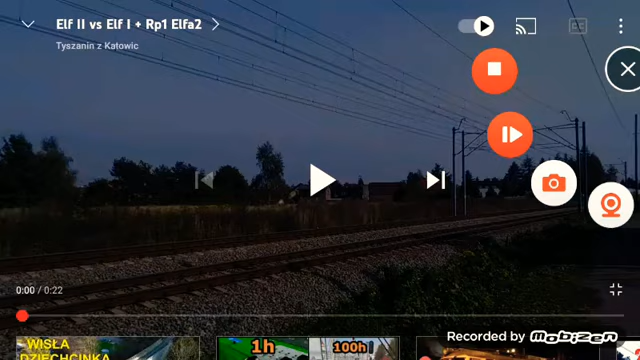 Elf II vs Elf I + Rp1 Elfa2
Tyszanin z Katowic
0:00 / 0:22
Recorded by mobizen
WISŁA
DZIECHCINKA
1h
100h!